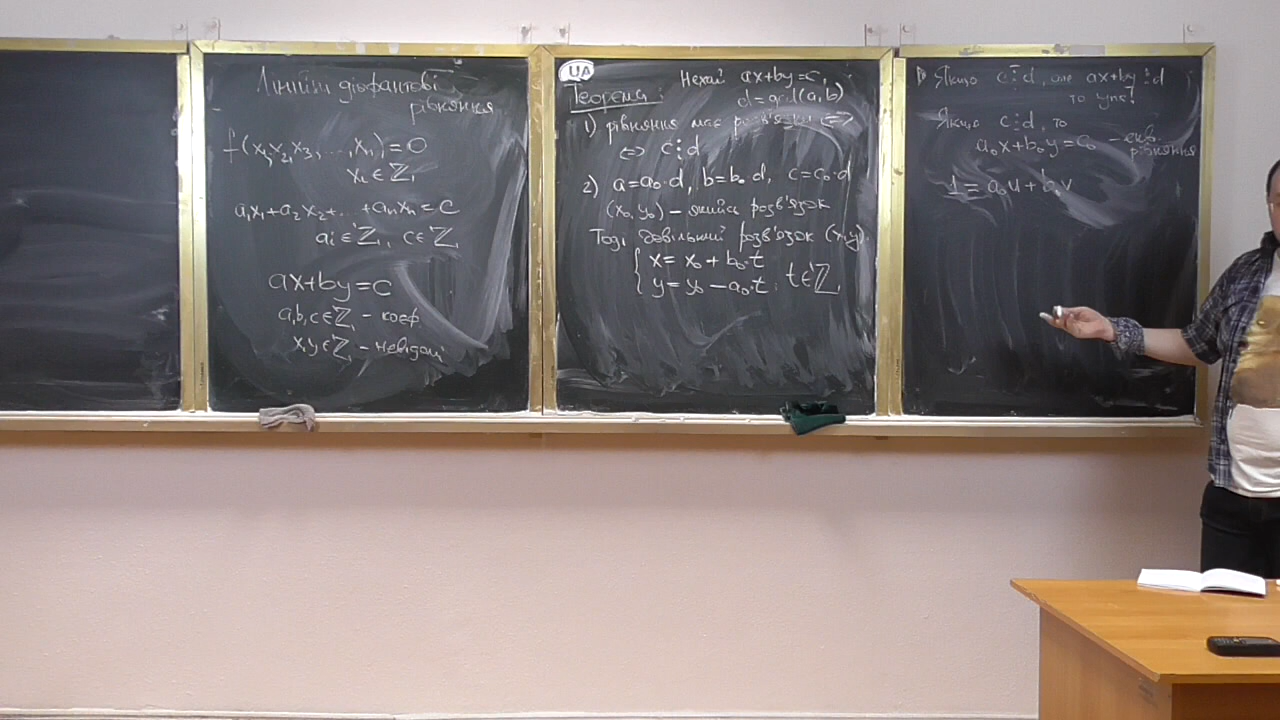 Лінійні діофантові
рівняння
f(x₁,x₂,x₃,...,xₙ)=0
xᵢ ∈ ℤ
a₁x₁+a₂x₂+...+aₙxₙ=c
aᵢ∈ℤ, c∈ℤ
ax+by=c
a,b,c∈ℤ - коеф.
x,y∈ℤ - невідомі
UA
Теорема: Нехай ax+by=c,
d=gcd(a,b)
1) рівняння має розв'язки <=>
<=> c⋮d
2) a=a₀·d, b=b₀·d, c=c₀·d
(x₀,y₀) – якийсь розв'язок
Тоді довільний розв'язок (x,y):
{ x = x₀ + b₀·t
y = y₀ - a₀·t, t∈ℤ
Якщо c⋮d, але ax+by⋮d
то упс!
Якщо c⋮d, то
a₀x+b₀y=c₀ – екв.
рівняння
1 = a₀u + b₀v